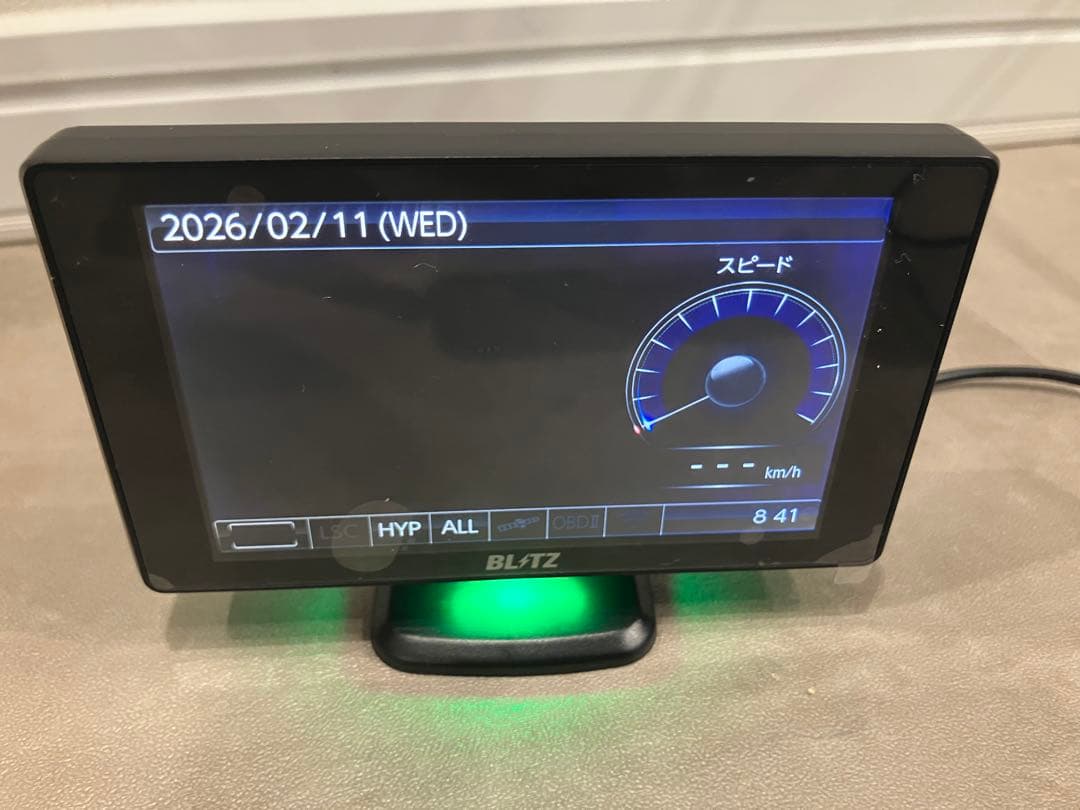 2026/02/11(WED)
スピード
--- km/h
LSC HYP ALL OBDⅡ 8 41
BLITZ